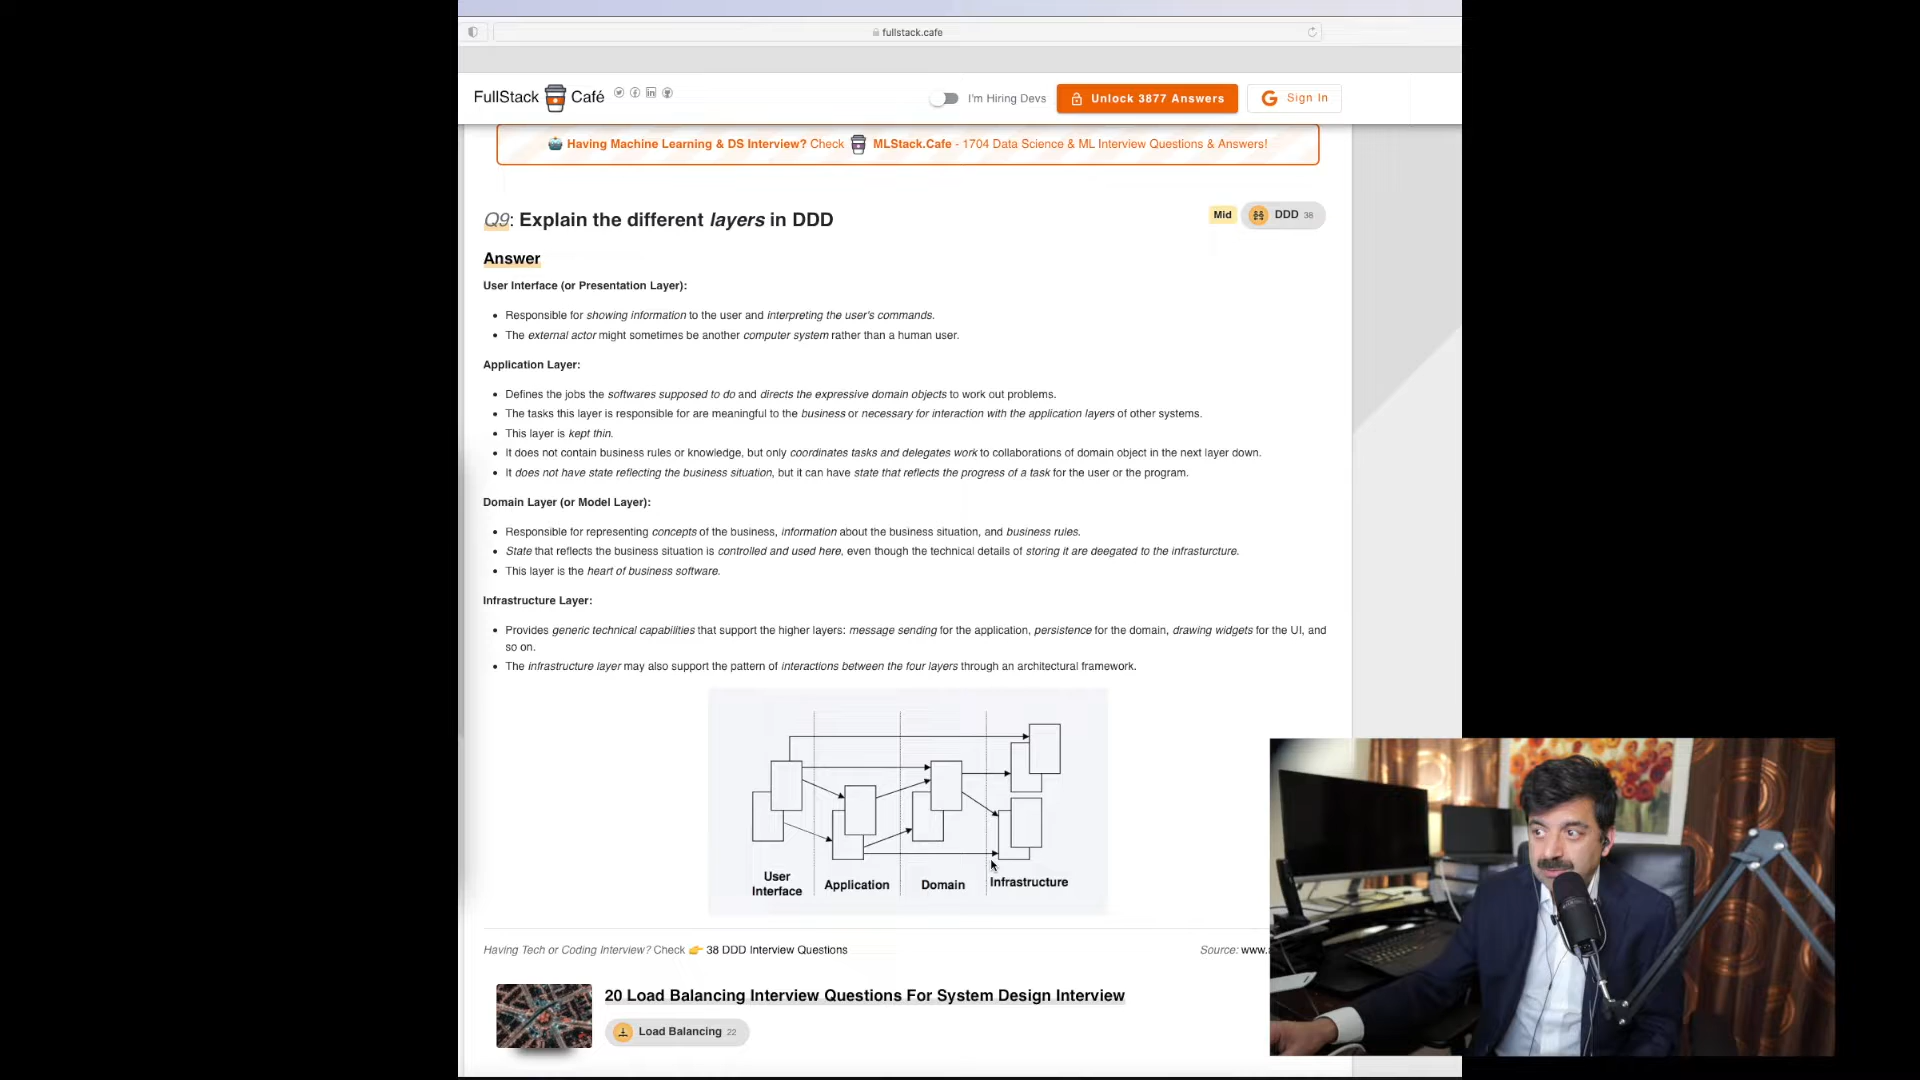 fullstack.cafe
FullStack Café
I'm Hiring Devs
Unlock 3877 Answers
Sign In
Having Machine Learning & DS Interview? Check MLStack.Cafe - 1704 Data Science & ML Interview Questions & Answers!
Q9: Explain the different layers in DDD
Mid
DDD 38
Answer
User Interface (or Presentation Layer):
• Responsible for showing information to the user and interpreting the user's commands.
• The external actor might sometimes be another computer system rather than a human user.
Application Layer:
• Defines the jobs the softwares supposed to do and directs the expressive domain objects to work out problems.
• The tasks this layer is responsible for are meaningful to the business or necessary for interaction with the application layers of other systems.
• This layer is kept thin.
• It does not contain business rules or knowledge, but only coordinates tasks and delegates work to collaborations of domain object in the next layer down.
• It does not have state reflecting the business situation, but it can have state that reflects the progress of a task for the user or the program.
Domain Layer (or Model Layer):
• Responsible for representing concepts of the business, information about the business situation, and business rules.
• State that reflects the business situation is controlled and used here, even though the technical details of storing it are deegated to the infrasturcture.
• This layer is the heart of business software.
Infrastructure Layer:
• Provides generic technical capabilities that support the higher layers: message sending for the application, persistence for the domain, drawing widgets for the UI, and
so on.
• The infrastructure layer may also support the pattern of interactions between the four layers through an architectural framework.
User
Interface
Application
Domain
Infrastructure
Having Tech or Coding Interview? Check 👉 38 DDD Interview Questions
Source: www.
20 Load Balancing Interview Questions For System Design Interview
Load Balancing 22